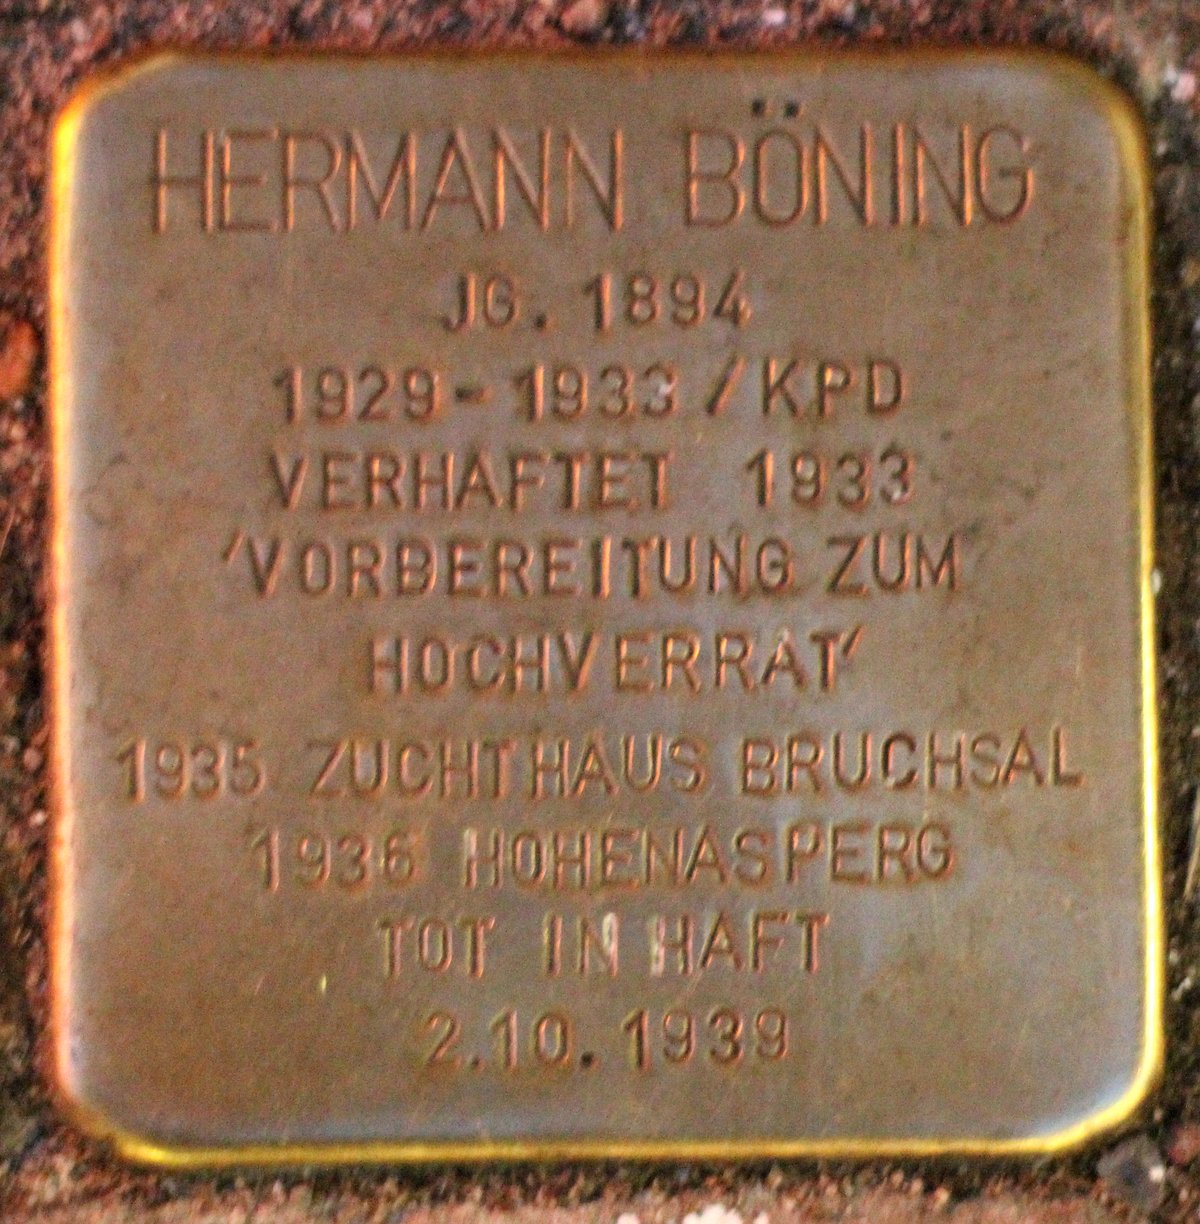 HERMANN BÖNING
JG. 1894
1929-1933/KPD
VERHAFTET 1933
'VORBEREITUNG ZUM
HOCHVERRAT'
1935 ZUCHTHAUS BRUCHSAL
1936 HOHENASPERG
TOT IN HAFT
2.10.1939